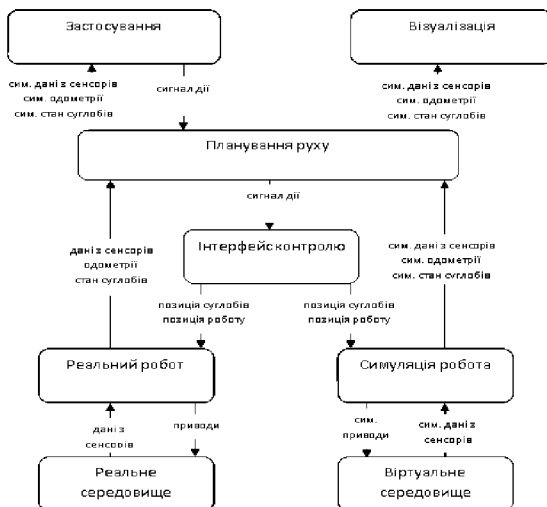 Застосування
Візуалізація
сим. дані з сенсорів
сим. одометрії
сим. стан суглобів
сигнал дії
сим. дані з сенсорів
сим. одометрії
сим. стан суглобів
Планування руху
сигнал дії
дані з сенсорів
одометрії
стан суглобів
Інтерфейс контролю
сим. дані з сенсорів
сим. одометрії
сим. стан суглобів
позиція суглобів
позиція роботу
позиція суглобів
позиція роботу
Реальний робот
Симуляція робота
дані з
сенсорів
приводи
сим.
приводи
сим. дані з
сенсорів
Реальне
середовище
Віртуальне
середовище